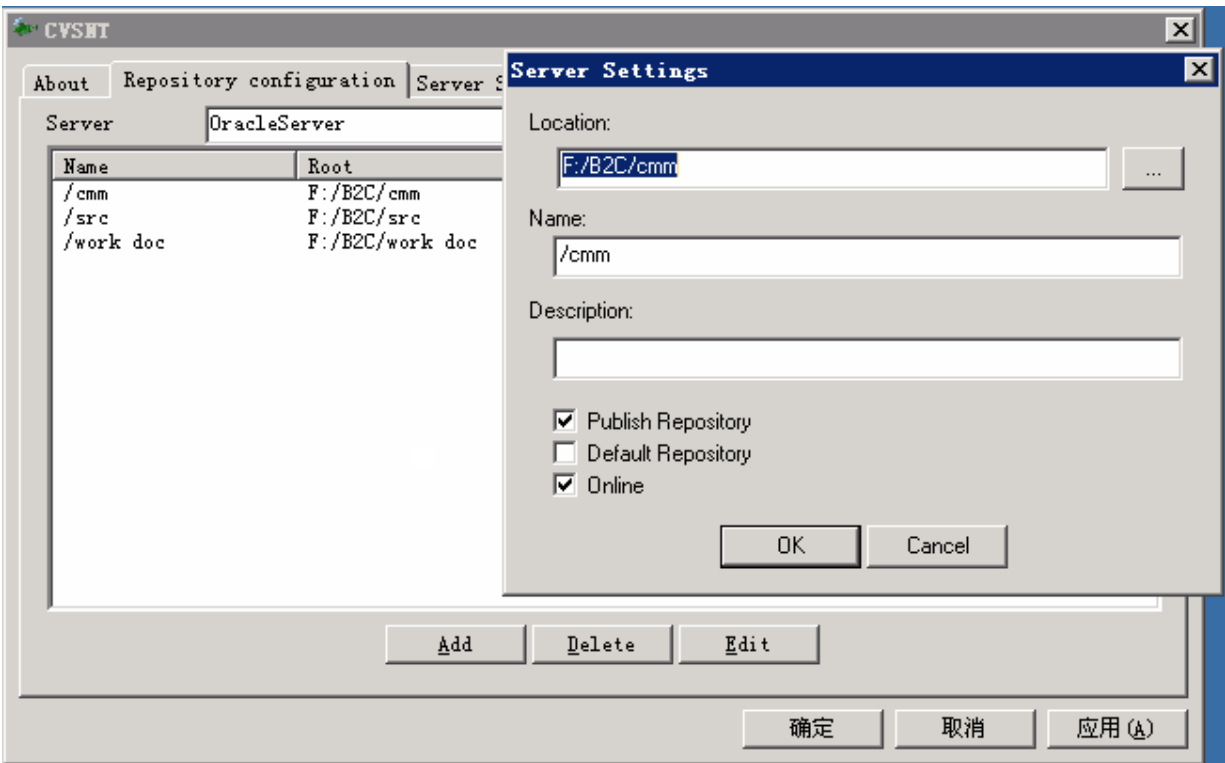 CVSNT
About Repository configuration Server S
Server OracleServer
Name Root
/cmm F:/B2C/cmm
/src F:/B2C/src
/work doc F:/B2C/work doc
Add Delete Edit
确定 取消 应用(A)
Server Settings
Location:
F:/B2C/cmm ...
Name:
/cmm
Description:
Publish Repository
Default Repository
Online
OK Cancel